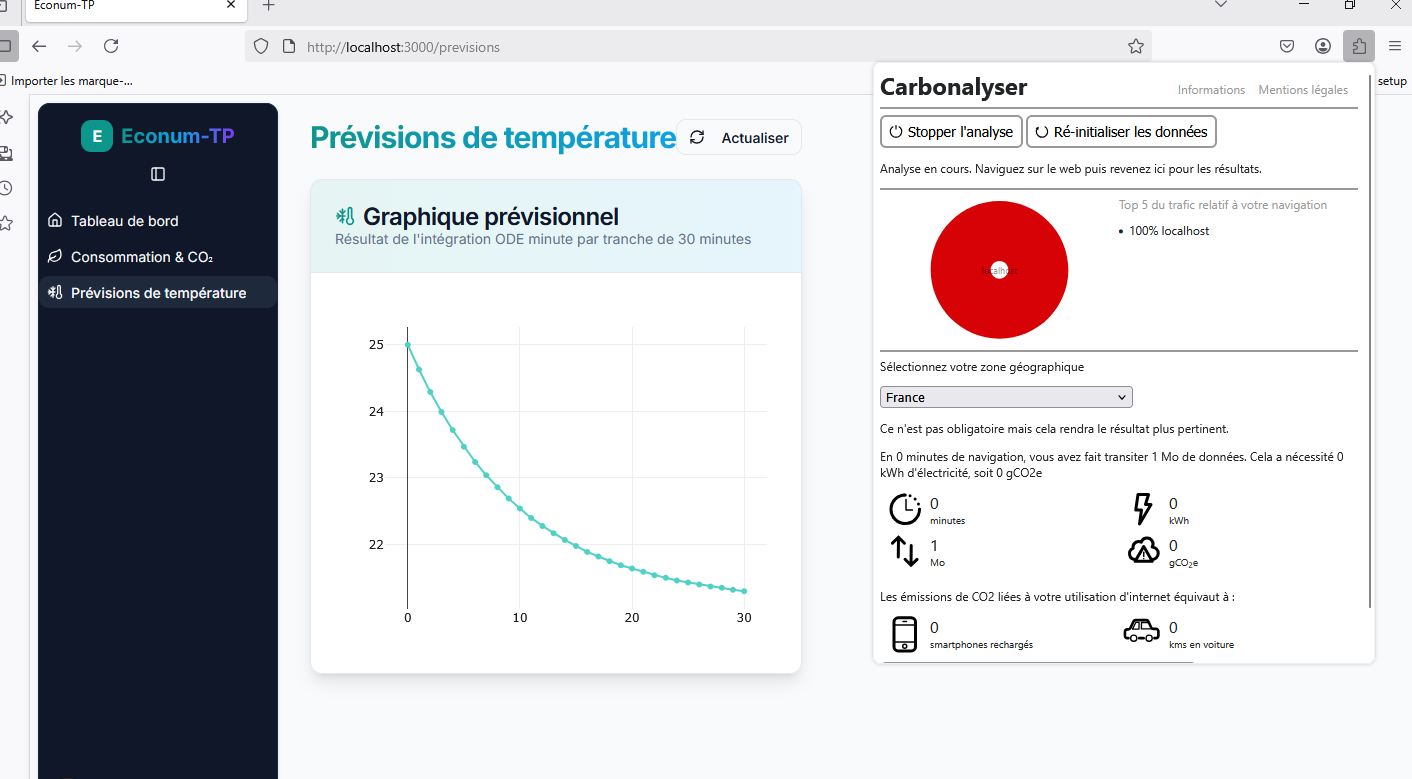 Econum-TP
http://localhost:3000/previsions
Importer les marque-...
setup
E Econum-TP
Tableau de bord
Consommation & CO₂
Prévisions de température
Prévisions de température
Actualiser
Graphique prévisionnel
Résultat de l'intégration ODE minute par tranche de 30 minutes
25
24
23
22
0 10 20 30
Carbonalyser
Informations Mentions légales
Stopper l'analyse Ré-initialiser les données
Analyse en cours. Naviguez sur le web puis revenez ici pour les résultats.
localhost
Top 5 du trafic relatif à votre navigation
• 100% localhost
Sélectionnez votre zone géographique
France
Ce n'est pas obligatoire mais cela rendra le résultat plus pertinent.
En 0 minutes de navigation, vous avez fait transiter 1 Mo de données. Cela a nécessité 0
kWh d'électricité, soit 0 gCO2e
0
minutes
0
kWh
1
Mo
0
gCO₂e
Les émissions de CO2 liées à votre utilisation d'internet équivaut à :
0
smartphones rechargés
0
kms en voiture